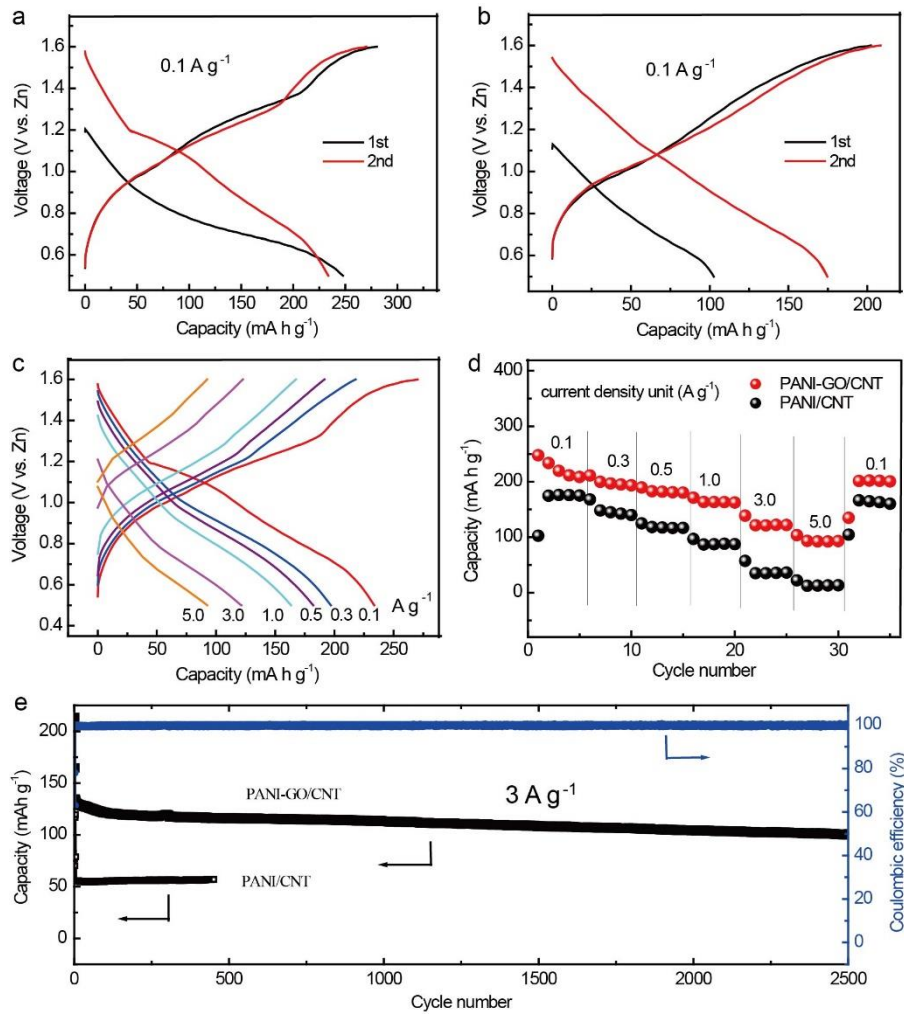 a
0.1 A g⁻¹
1st
2nd
Voltage (V vs. Zn)
1.6
1.4
1.2
1.0
0.8
0.6
0 50 100 150 200 250 300
Capacity (mA h g⁻¹)
b
0.1 A g⁻¹
1st
2nd
Voltage (V vs. Zn)
1.6
1.4
1.2
1.0
0.8
0.6
0 50 100 150 200
Capacity (mA h g⁻¹)
c
Voltage (V vs. Zn)
1.6
1.4
1.2
1.0
0.8
0.6
0.4
5.0 3.0 1.0 0.5 0.3 0.1 A g⁻¹
0 50 100 150 200 250
Capacity (mA h g⁻¹)
d
current density unit (A g⁻¹)
PANI-GO/CNT
PANI/CNT
Capacity (mA h g⁻¹)
400
300
200
100
0
0.1 0.3 0.5 1.0 3.0 5.0 0.1
0 10 20 30
Cycle number
e
Capacity (mAh g⁻¹)
200
150
100
50
0
PANI-GO/CNT
3 A g⁻¹
PANI/CNT
100
80
60
40
20
0
Coulombic efficiency (%)
0 500 1000 1500 2000 2500
Cycle number